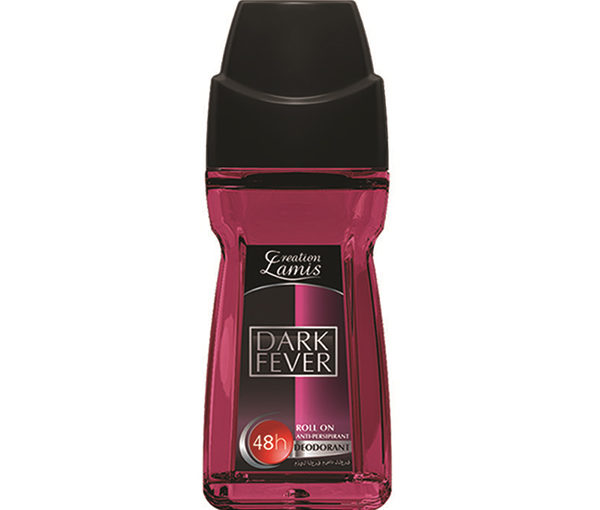 Creation
Lamis
DARK
FEVER
ROLL ON
ANTI-PERSPIRANT
48h
DEODORANT